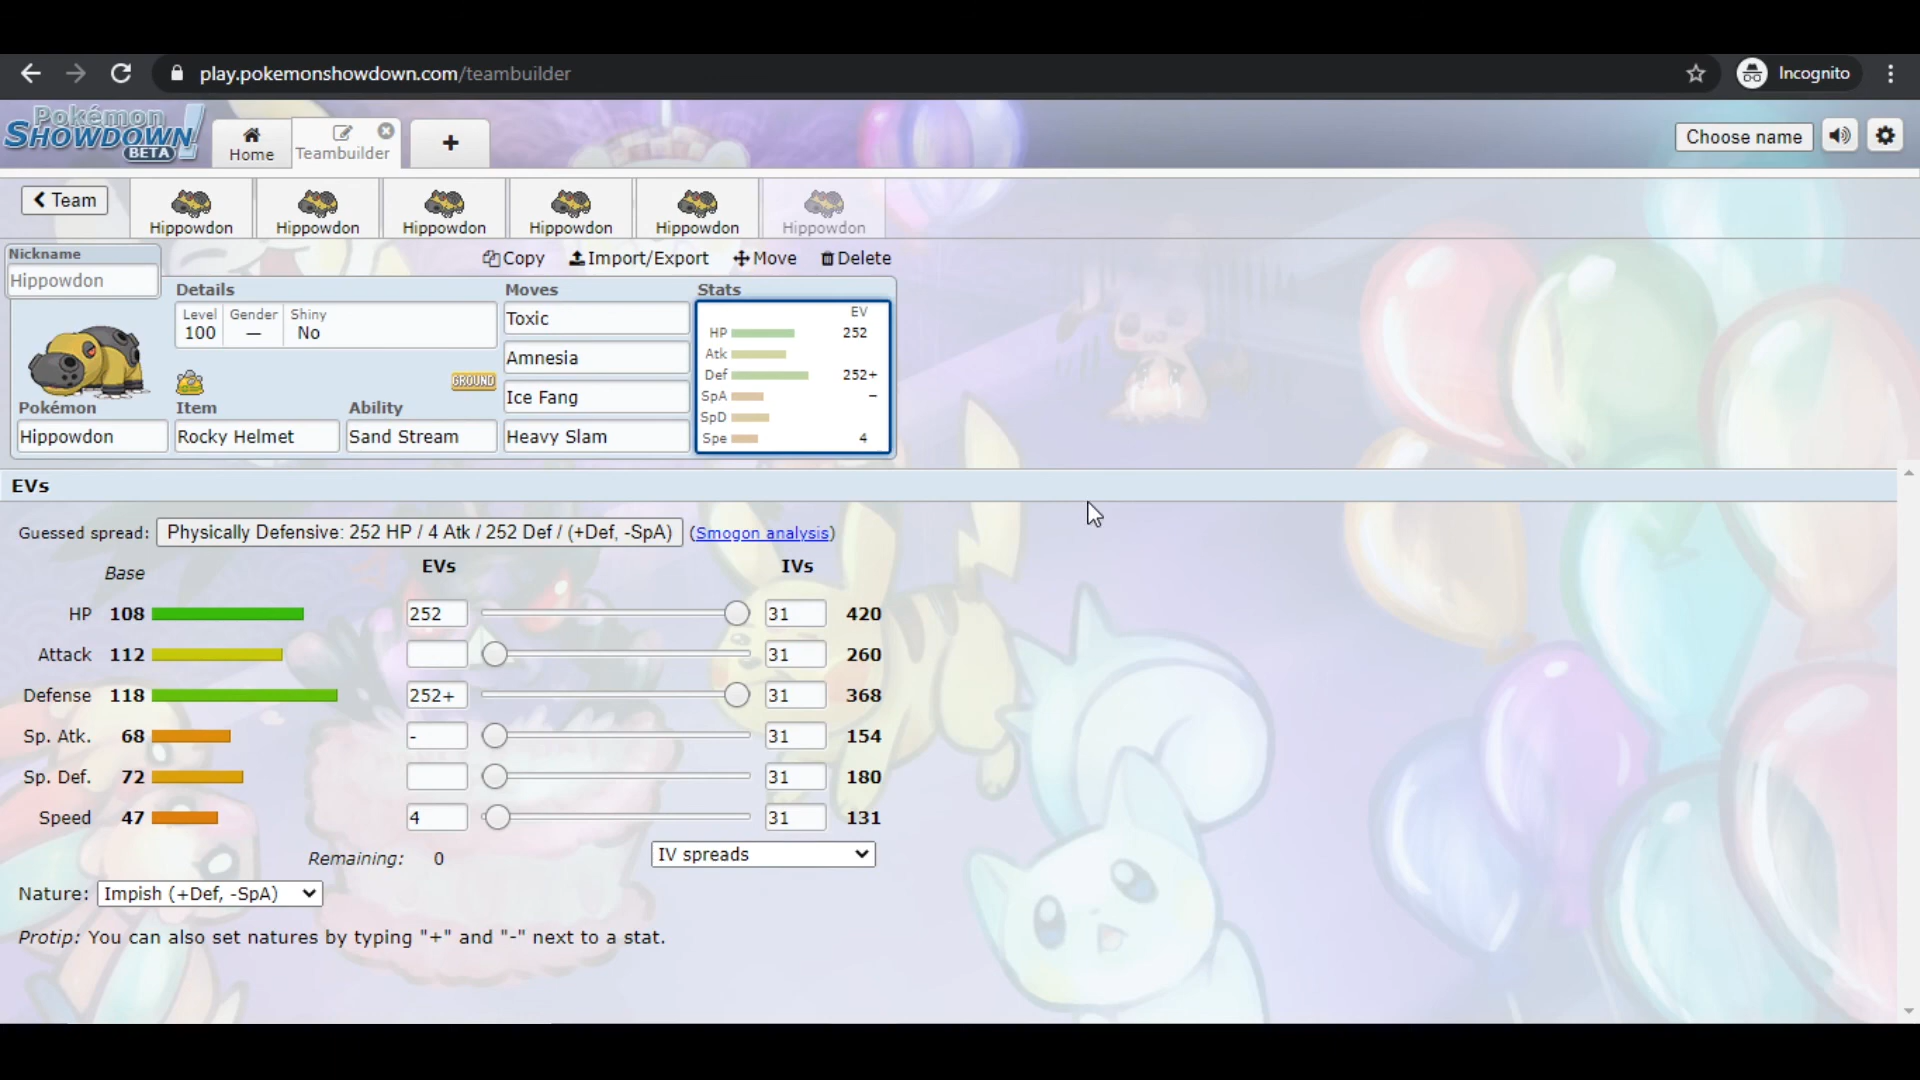 play.pokemonshowdown.com/teambuilder
Incognito
Pokémon
SHOWDOWN!
BETA
Home
Teambuilder
+
Choose name
Team
Hippowdon
Hippowdon
Hippowdon
Hippowdon
Hippowdon
Hippowdon
Nickname
Hippowdon
Copy Import/Export Move Delete
Details
Level Gender Shiny
100 — No
GROUND
Pokémon Item Ability
Hippowdon Rocky Helmet Sand Stream
Moves
Toxic
Amnesia
Ice Fang
Heavy Slam
Stats
EV
HP 252
Atk
Def 252+
SpA -
SpD
Spe 4
EVs
Guessed spread: Physically Defensive: 252 HP / 4 Atk / 252 Def / (+Def, -SpA) (Smogon analysis)
Base EVs IVs
HP 108 252 31 420
Attack 112 31 260
Defense 118 252+ 31 368
Sp. Atk. 68 - 31 154
Sp. Def. 72 31 180
Speed 47 4 31 131
Remaining: 0 IV spreads
Nature: Impish (+Def, -SpA)
Protip: You can also set natures by typing "+" and "-" next to a stat.